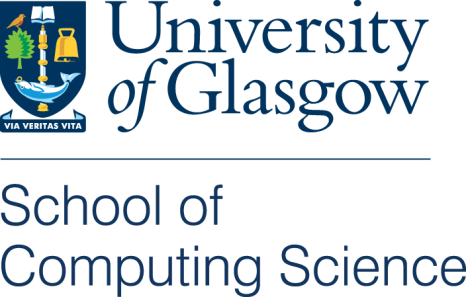 University
of Glasgow
VIA VERITAS VITA
School of
Computing Science